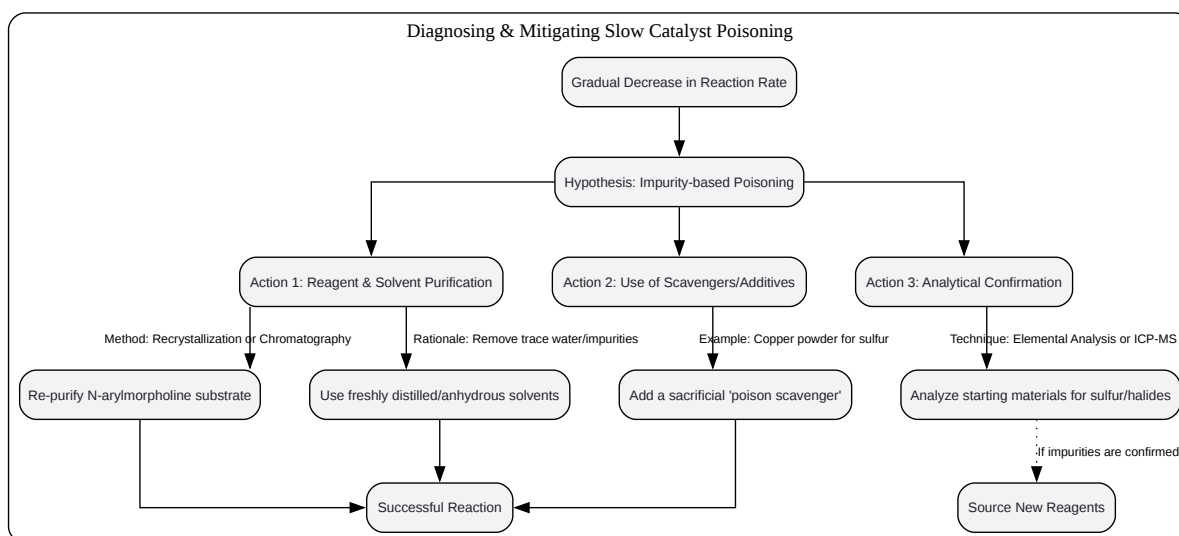 Diagnosing & Mitigating Slow Catalyst Poisoning
Gradual Decrease in Reaction Rate
Hypothesis: Impurity-based Poisoning
Action 1: Reagent & Solvent Purification
Action 2: Use of Scavengers/Additives
Action 3: Analytical Confirmation
Method: Recrystallization or Chromatography
Rationale: Remove trace water/impurities
Example: Copper powder for sulfur
Technique: Elemental Analysis or ICP-MS
Re-purify N-arylmorpholine substrate
Use freshly distilled/anhydrous solvents
Add a sacrificial 'poison scavenger'
Analyze starting materials for sulfur/halides
If impurities are confirmed
Successful Reaction
Source New Reagents